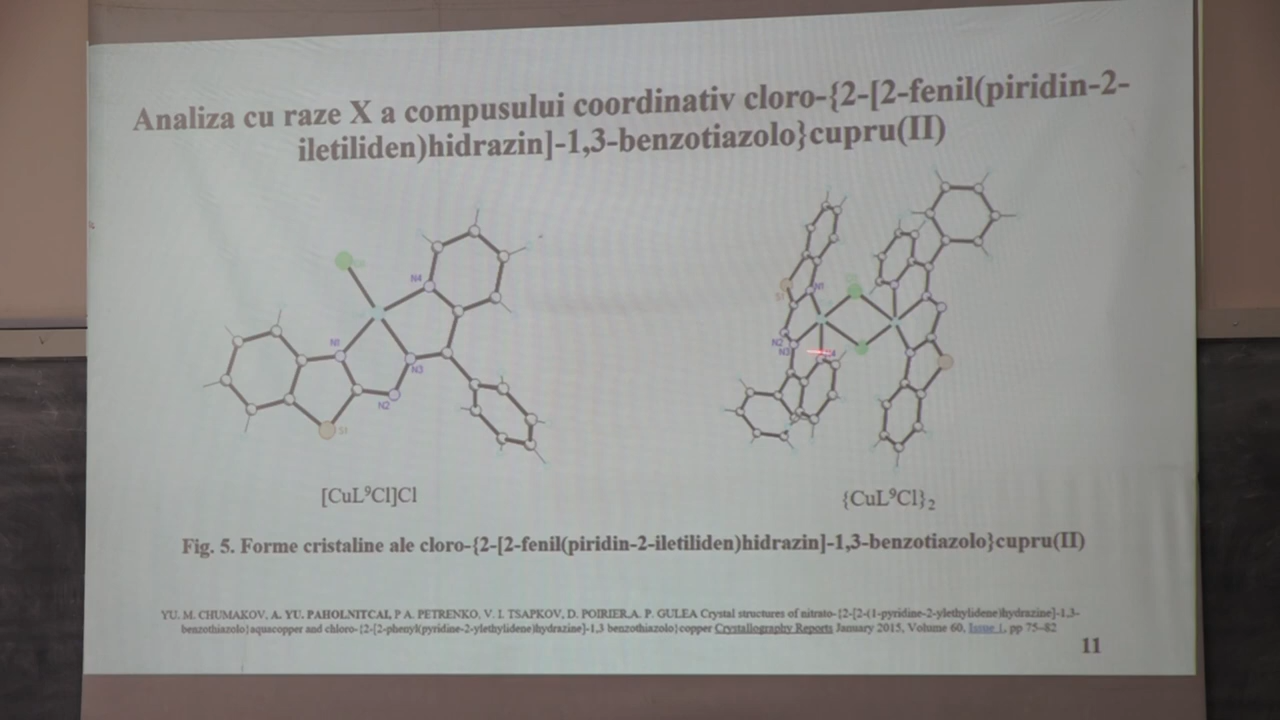 Analiza cu raze X a compusului coordinativ cloro-{2-[2-fenil(piridin-2-
iletiliden)hidrazin]-1,3-benzotiazolo}cupru(II)
N4
N1
N3
N2
S1
S1
N1
N2
N3
[CuL⁹Cl]Cl
{CuL⁹Cl}₂
Fig. 5. Forme cristaline ale cloro-{2-[2-fenil(piridin-2-iletiliden)hidrazin]-1,3-benzotiazolo}cupru(II)
YU. M. CHUMAKOV, A. YU. PAHOLNITCAI, P A. PETRENKO, V. I. TSAPKOV, D. POIRIER,A. P. GULEA Crystal structures of nitrato-{2-[2-(1-pyridine-2-ylethylidene)hydrazine]-1,3-
benzothiazolo}aquacopper and chloro-{2-[2-phenyl(pyridine-2-ylethylidene)hydrazine]-1,3 benzothiazolo}copper Crystallography Reports January 2015, Volume 60, Issue 1, pp 75–82
11